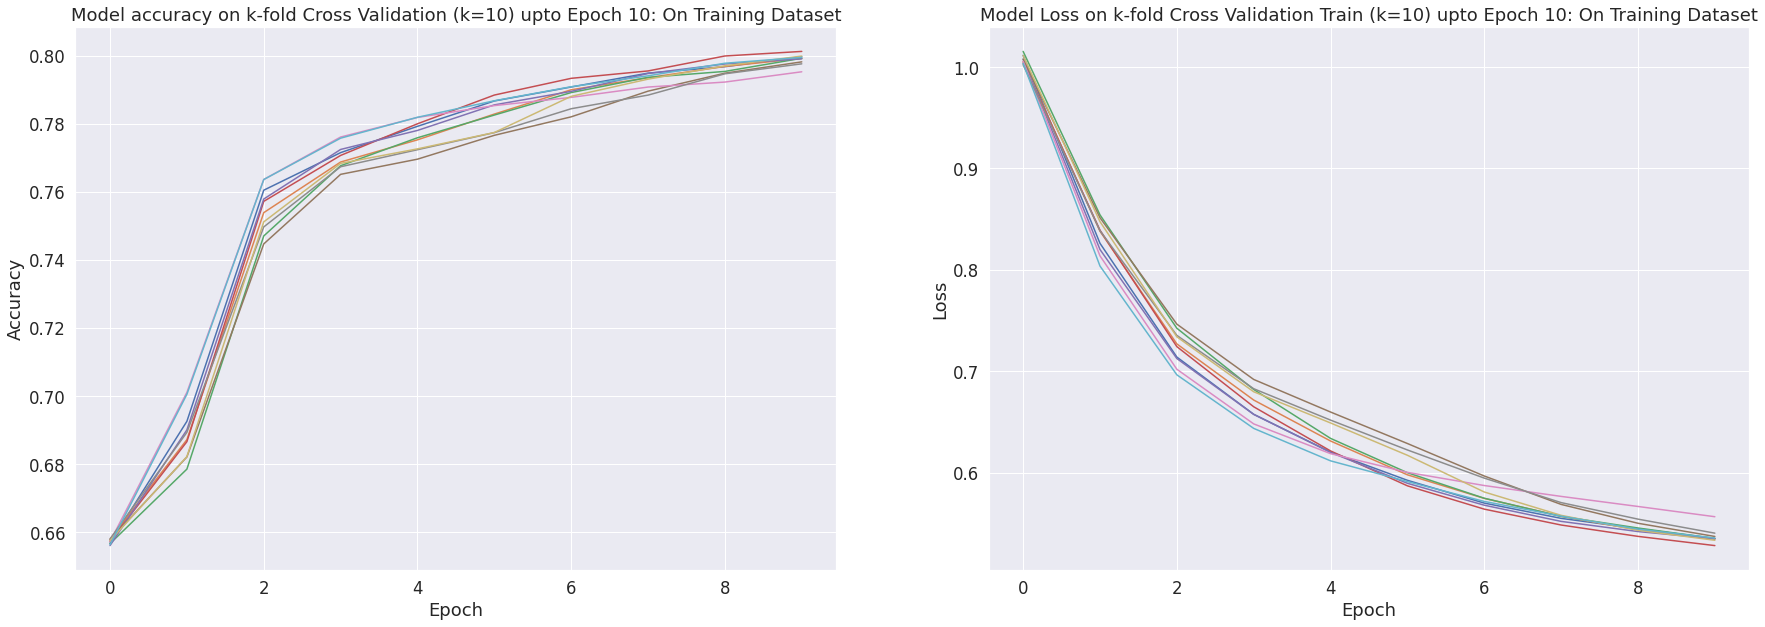 Model accuracy on k-fold Cross Validation (k=10) upto Epoch 10: On Training Dataset
0.80
0.78
0.76
0.74
0.72
0.70
0.68
0.66
Accuracy
0 2 4 6 8
Epoch
Model Loss on k-fold Cross Validation Train (k=10) upto Epoch 10: On Training Dataset
1.0
0.9
0.8
0.7
0.6
Loss
0 2 4 6 8
Epoch